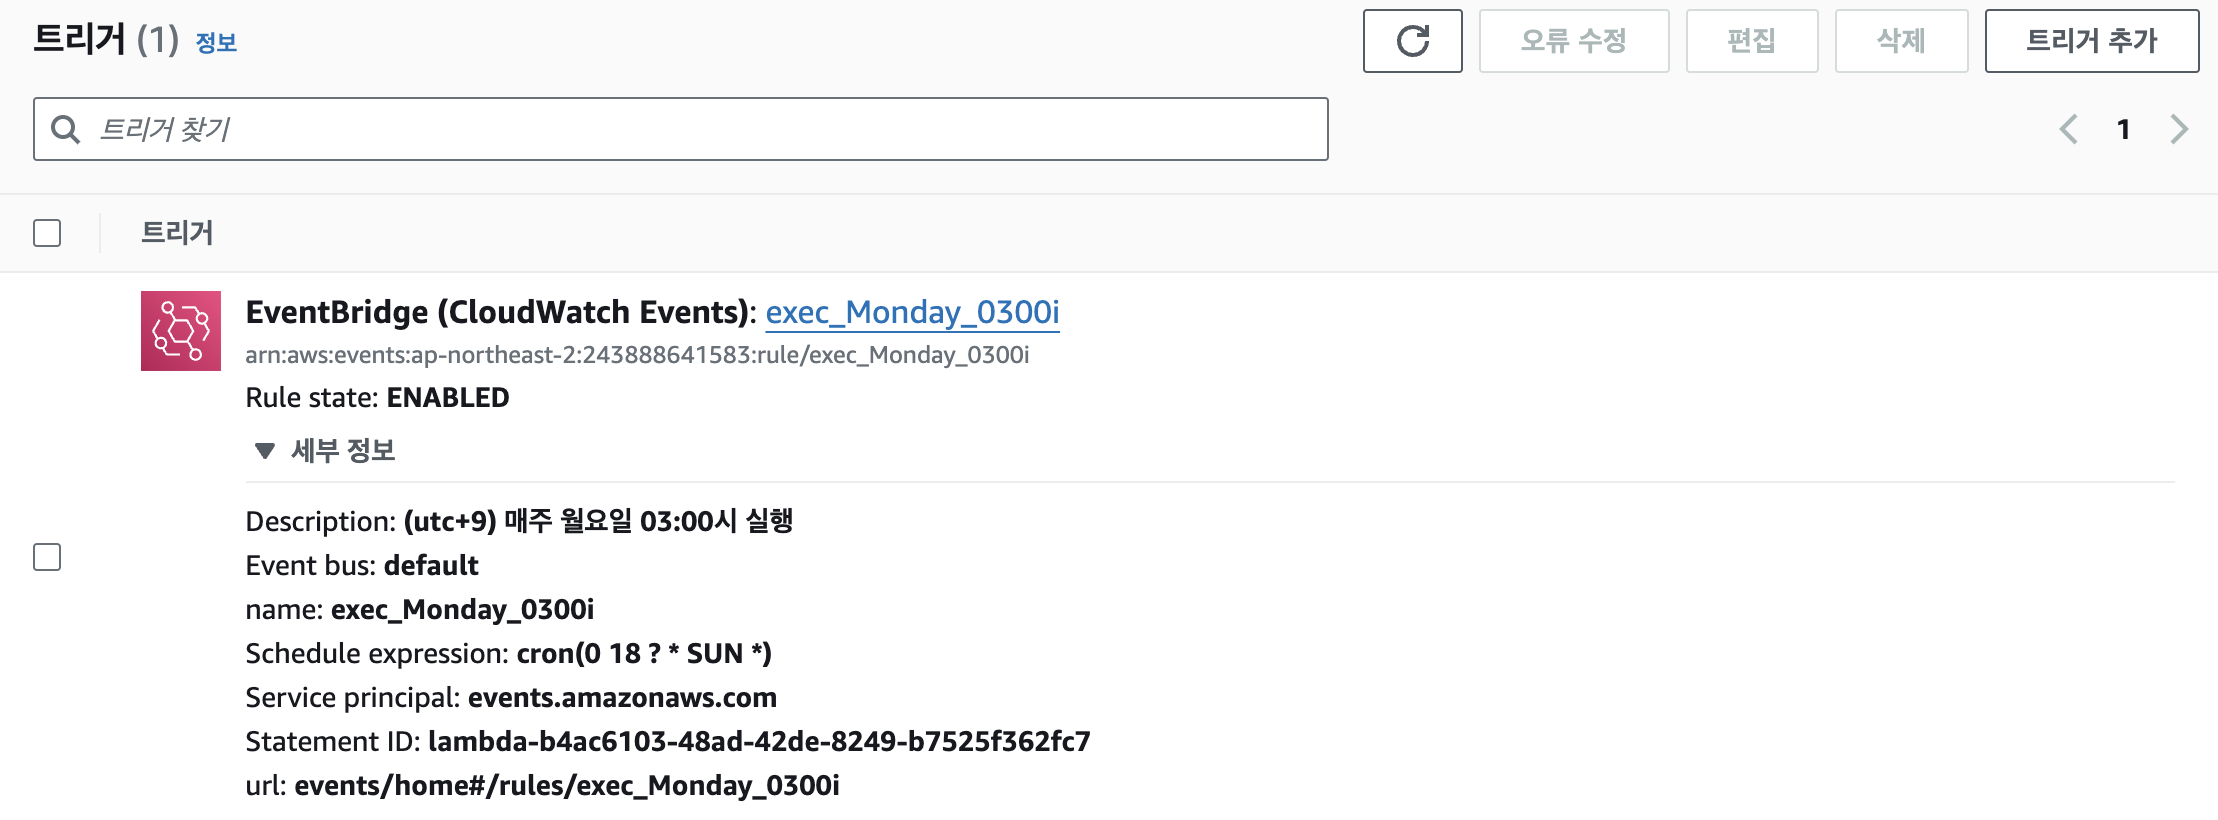 트리거 (1) 정보
오류 수정
편집
삭제
트리거 추가
트리거 찾기
1
트리거
EventBridge (CloudWatch Events): exec_Monday_0300i
arn:aws:events:ap-northeast-2:243888641583:rule/exec_Monday_0300i
Rule state: ENABLED
▼ 세부 정보
Description: (utc+9) 매주 월요일 03:00시 실행
Event bus: default
name: exec_Monday_0300i
Schedule expression: cron(0 18 ? * SUN *)
Service principal: events.amazonaws.com
Statement ID: lambda-b4ac6103-48ad-42de-8249-b7525f362fc7
url: events/home#/rules/exec_Monday_0300i